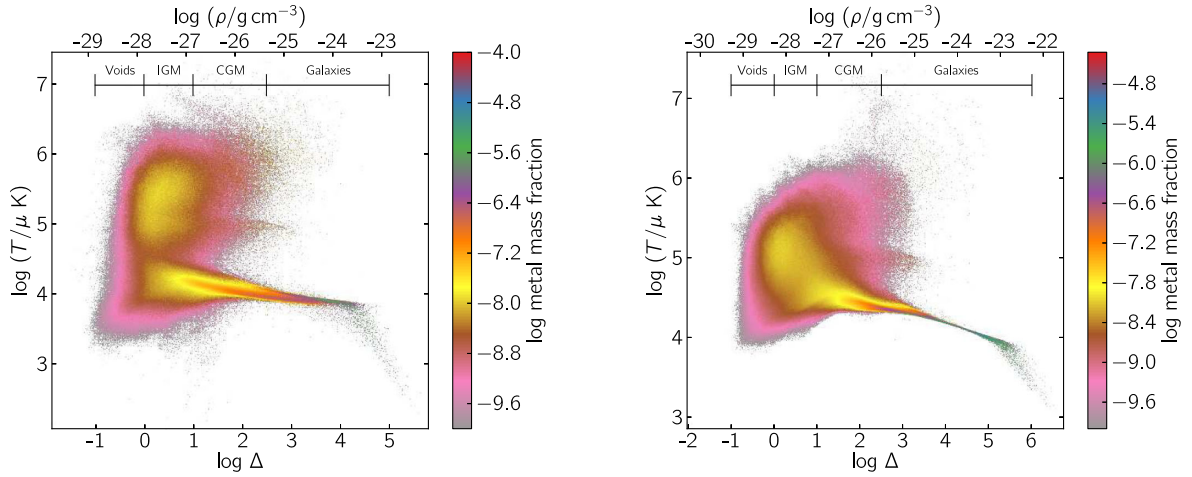 log (ρ/g cm−3)
−29 −28 −27 −26 −25 −24 −23
Voids IGM CGM Galaxies
7
6
5
4
3
log (T/μ K)
−1 0 1 2 3 4 5
log Δ
−4.0
−4.8
−5.6
−6.4
−7.2
−8.0
−8.8
−9.6
log metal mass fraction
log (ρ/g cm−3)
−30 −29 −28 −27 −26 −25 −24 −23 −22
Voids IGM CGM Galaxies
7
6
5
4
3
log (T/μ K)
−2 −1 0 1 2 3 4 5 6
log Δ
−4.8
−5.4
−6.0
−6.6
−7.2
−7.8
−8.4
−9.0
−9.6
log metal mass fraction